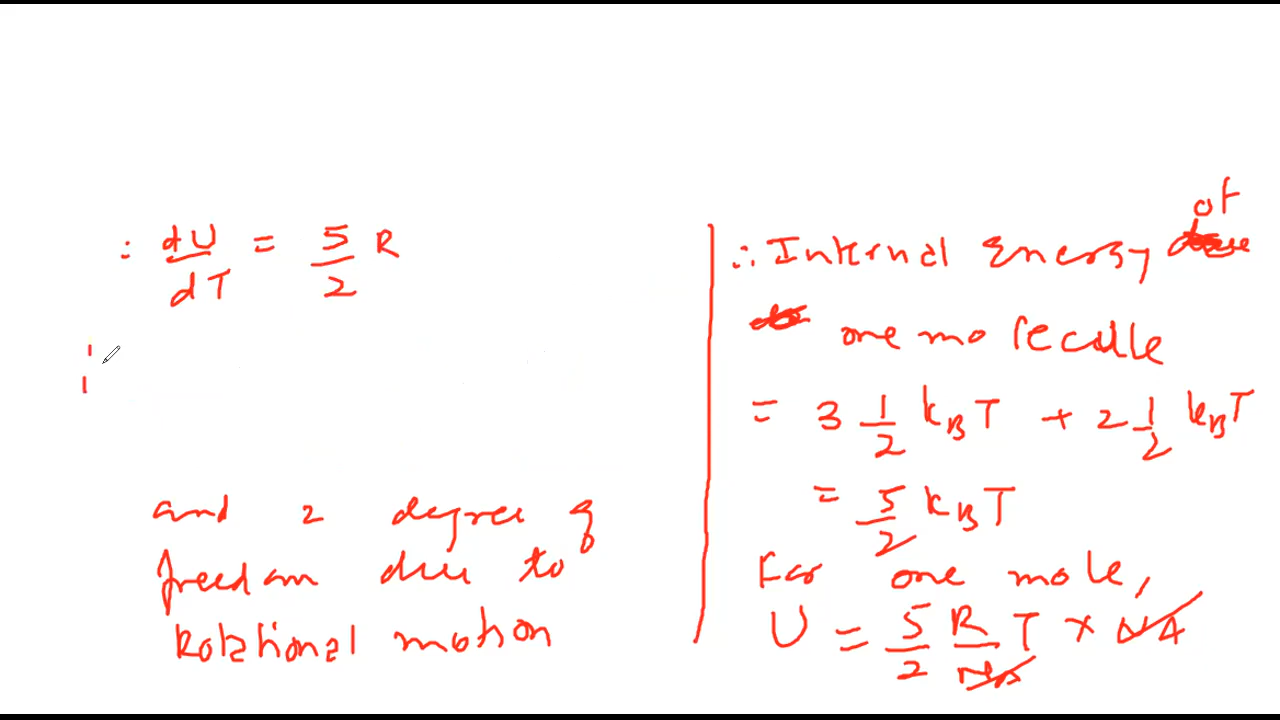 : dU/dT = 5/2 R
and 2 degree of
freedom due to
Rotational motion
∴ Internal Energy of
one molecule
= 3 1/2 kBT + 2 1/2 kBT
= 5/2 kBT
For one mole,
U = 5/2 R/NA T × NA